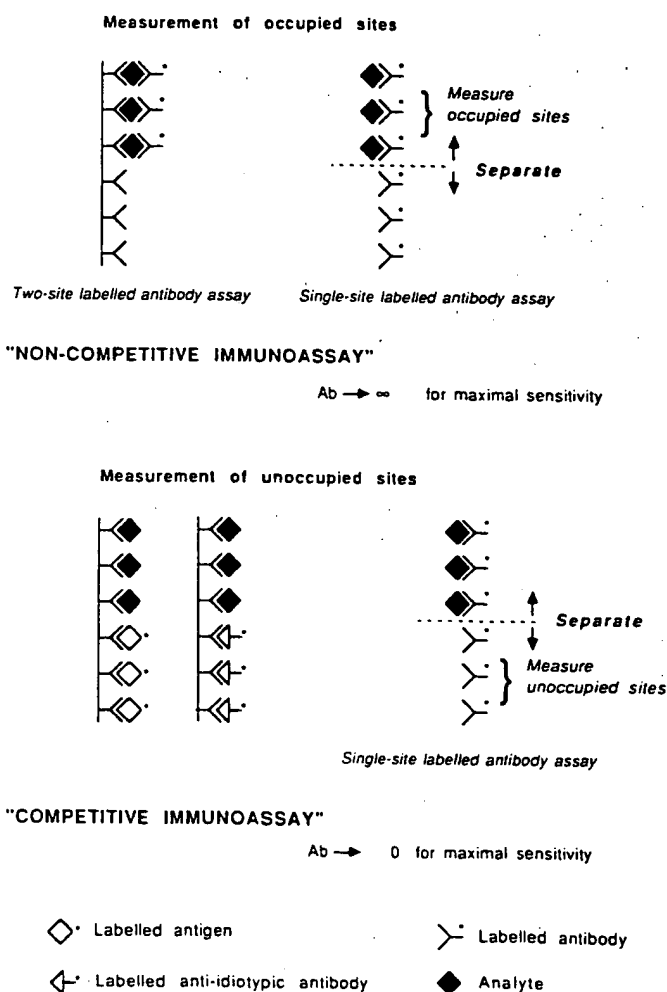 Measurement of occupied sites
Measure
occupied sites
Separate
Two-site labelled antibody assay
Single-site labelled antibody assay
"NON-COMPETITIVE IMMUNOASSAY"
Ab → ∞ for maximal sensitivity
Measurement of unoccupied sites
Separate
Measure
unoccupied sites
Single-site labelled antibody assay
"COMPETITIVE IMMUNOASSAY"
Ab → 0 for maximal sensitivity
Labelled antigen
Labelled antibody
Labelled anti-idiotypic antibody
Analyte